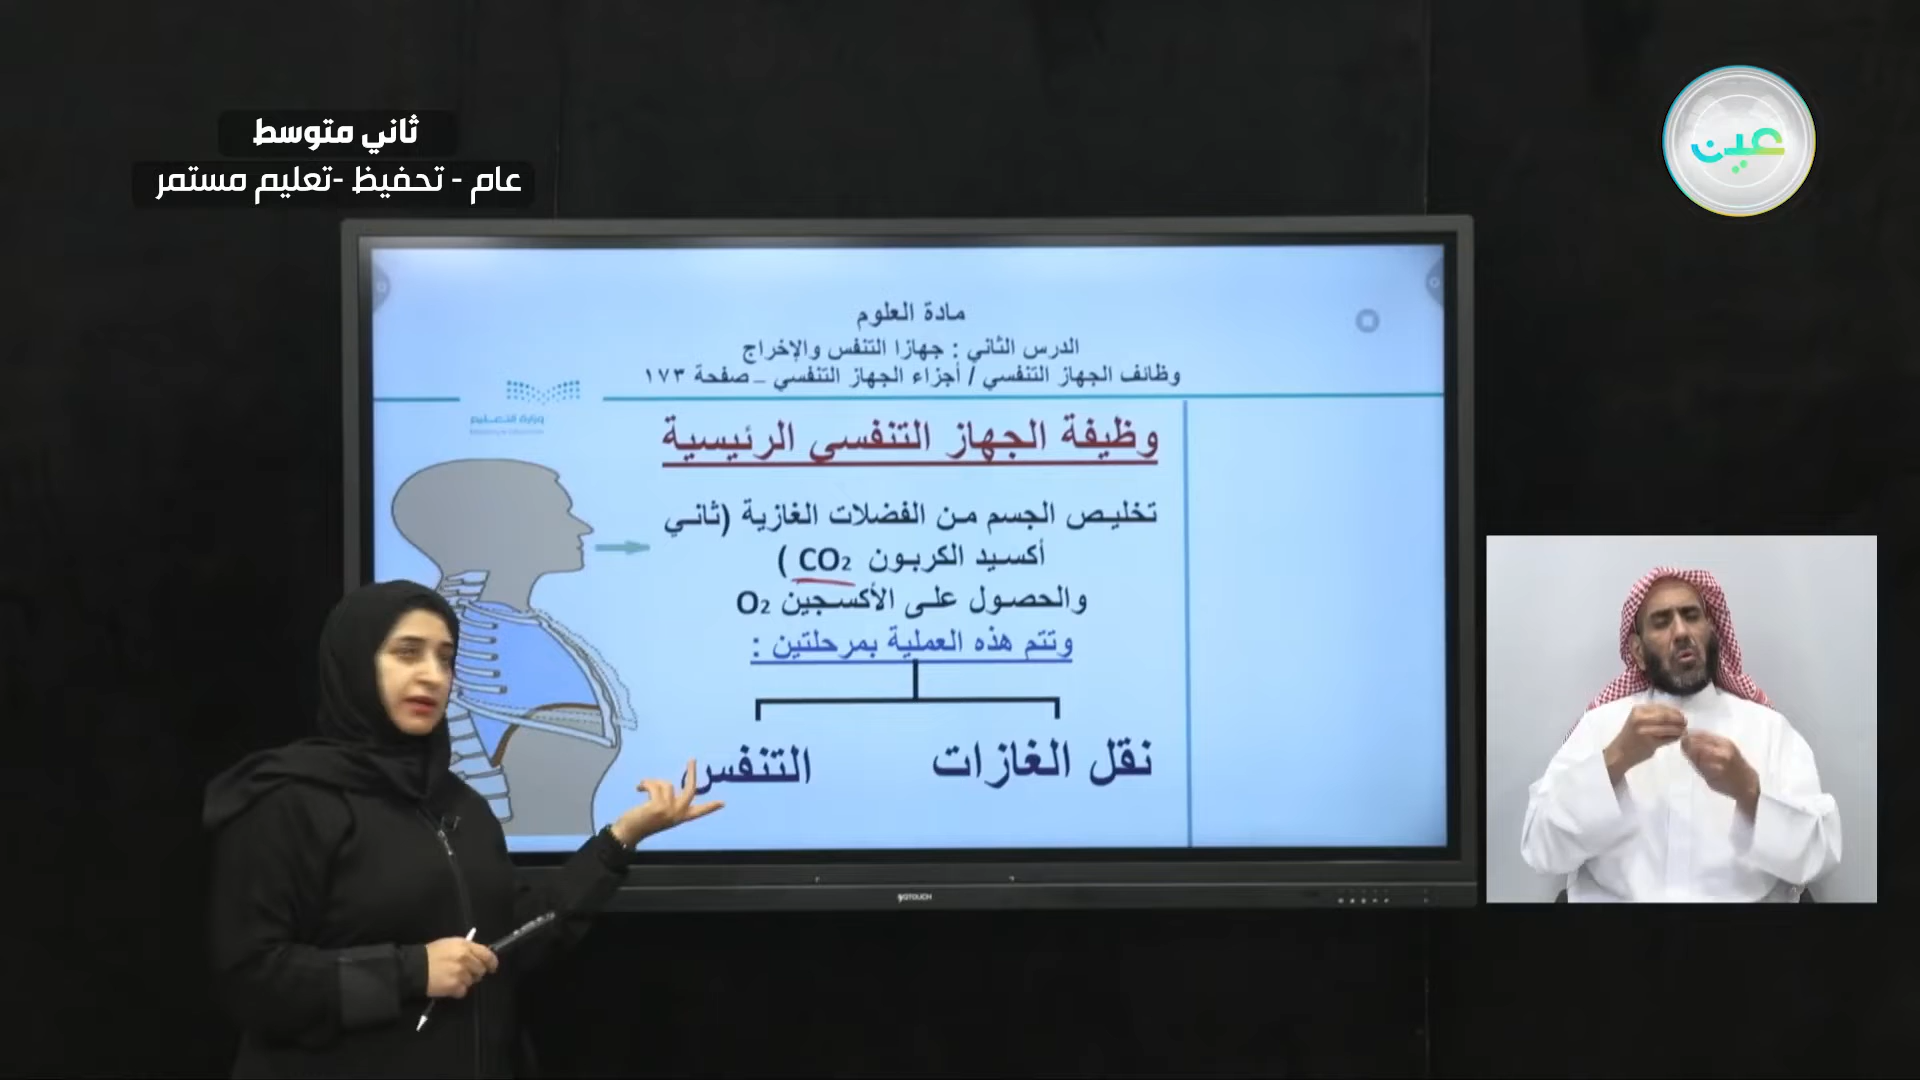 ثاني متوسط
عام - تحفيظ -تعليم مستمر
عين
مادة العلوم
الدرس الثاني : جهازا التنفس والإخراج
وظائف الجهاز التنفسي / أجزاء الجهاز التنفسي – صفحة ١٧٣
وزارة التعليم
وظيفة الجهاز التنفسي الرئيسية
تخليص الجسم من الفضلات الغازية (ثاني
أكسيد الكربون CO₂ )
والحصول على الأكسجين O₂
وتتم هذه العملية بمرحلتين :
نقل الغازات
التنفس